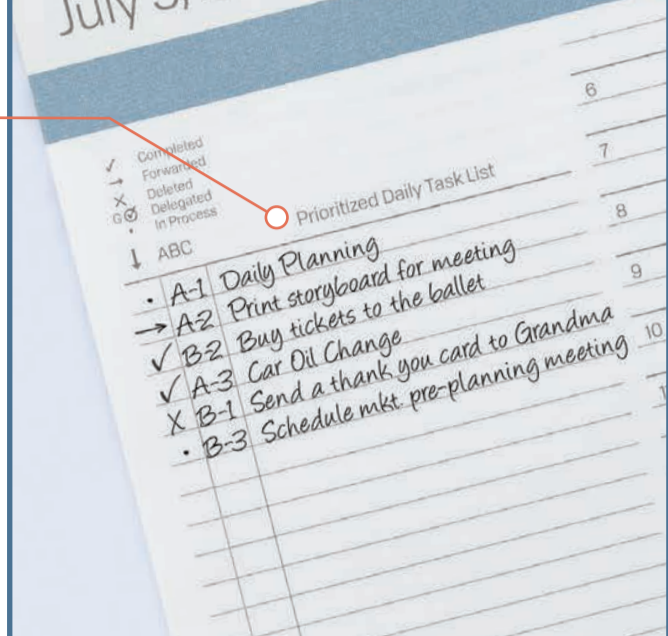 July
✓ Completed
→ Forwarded
X Deleted
G Delegated
• In Process
↓ ABC
Prioritized Daily Task List
• A-1 Daily Planning
→ A-2 Print storyboard for meeting
✓ B-2 Buy tickets to the ballet
✓ A-3 Car Oil Change
X B-1 Send a thank you card to Grandma
• B-3 Schedule mkt. pre-planning meeting
6
7
8
9
10